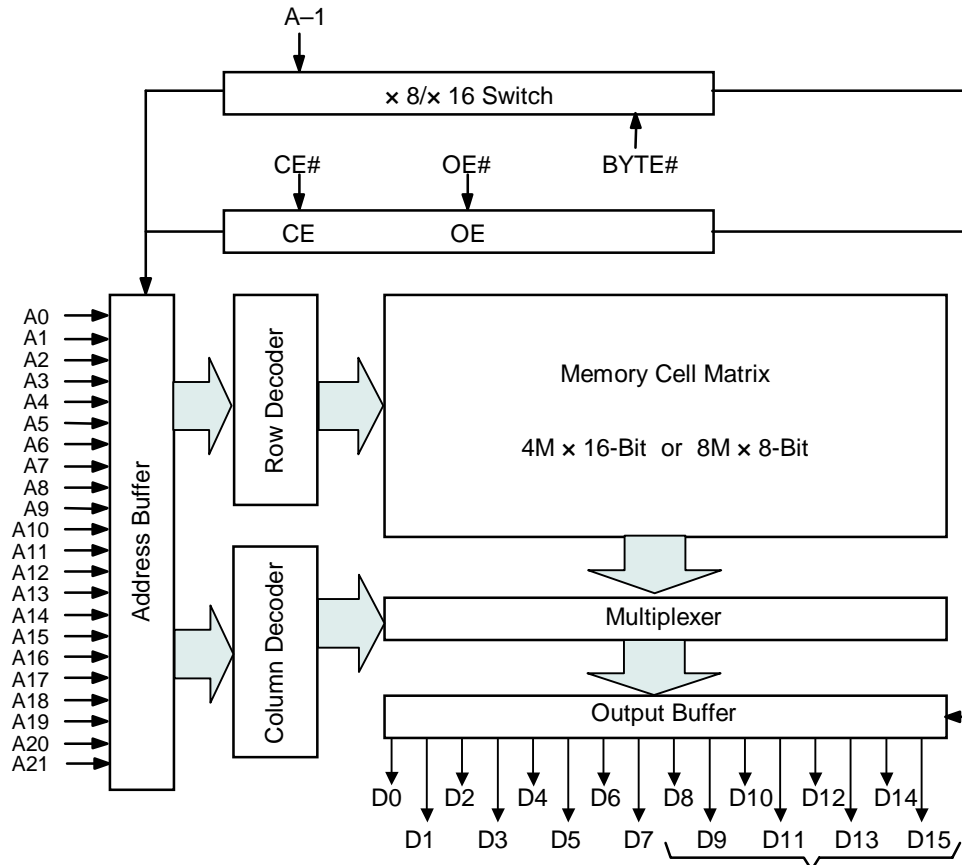 A–1
× 8/× 16 Switch
CE#
OE#
BYTE#
CE
OE
A0
A1
A2
A3
A4
A5
A6
A7
A8
A9
A10
A11
A12
A13
A14
A15
A16
A17
A18
A19
A20
A21
Address Buffer
Row Decoder
Column Decoder
Memory Cell Matrix
4M × 16-Bit or 8M × 8-Bit
Multiplexer
Output Buffer
D0 D2 D4 D6 D8 D10 D12 D14
D1 D3 D5 D7 D9 D11 D13 D15